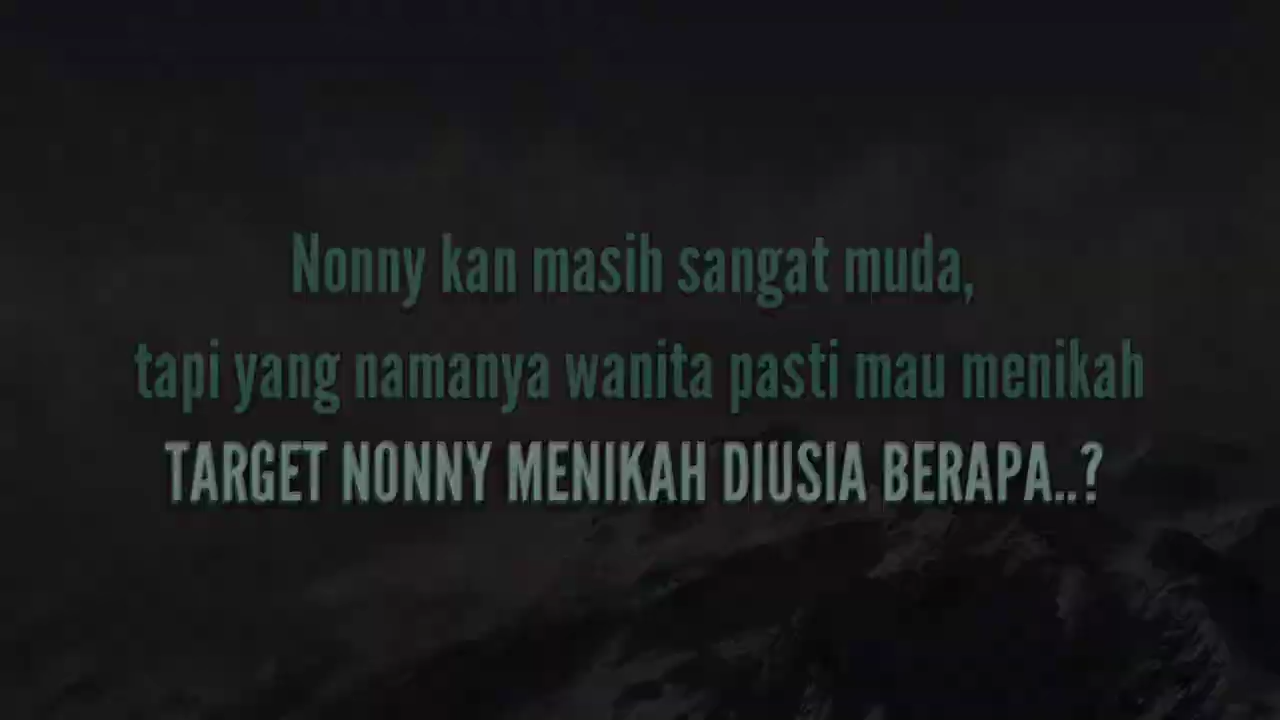 Nonny kan masih sangat muda,
tapi yang namanya wanita pasti mau menikah
TARGET NONNY MENIKAH DIUSIA BERAPA..?